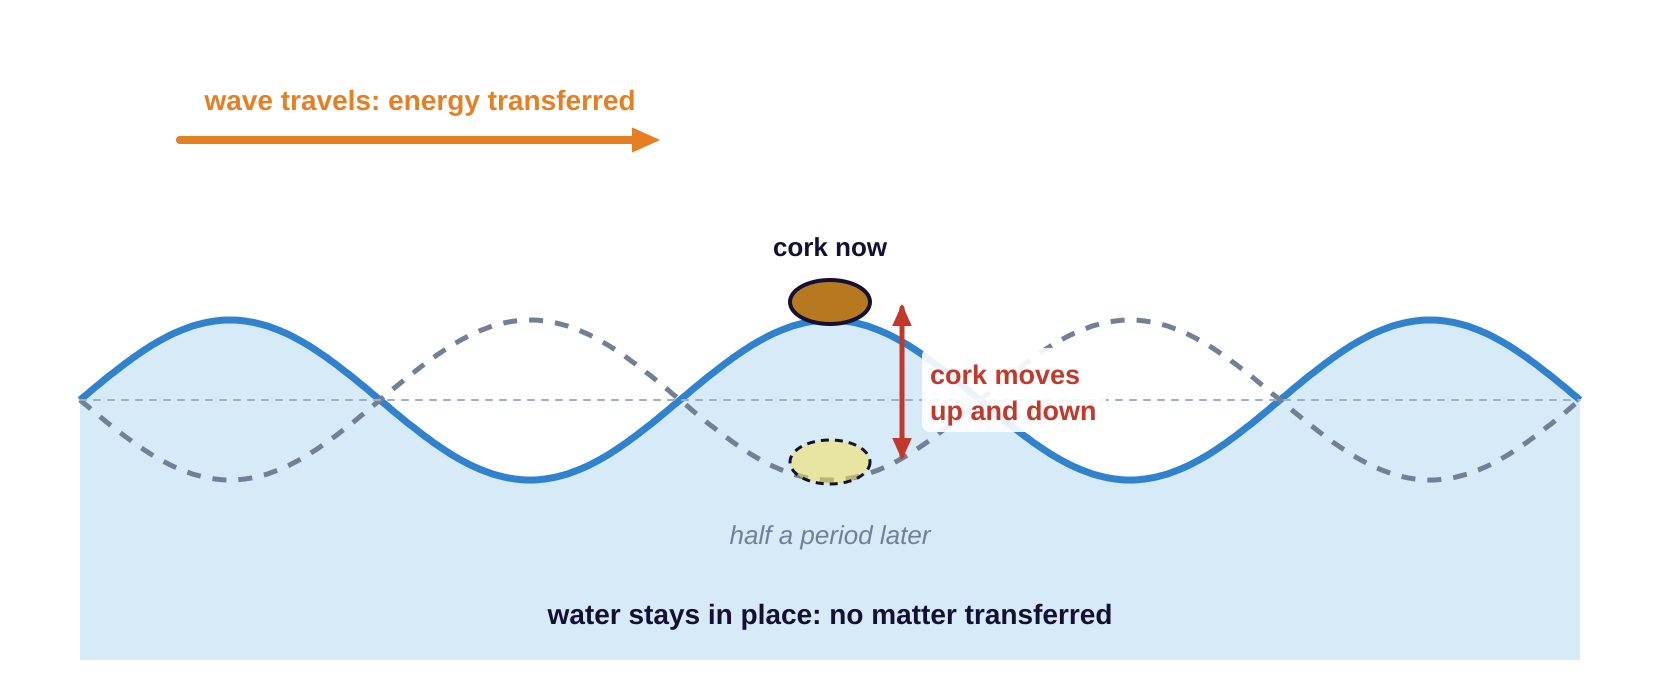 wave travels: energy transferred
cork now
cork moves
up and down
half a period later
water stays in place: no matter transferred